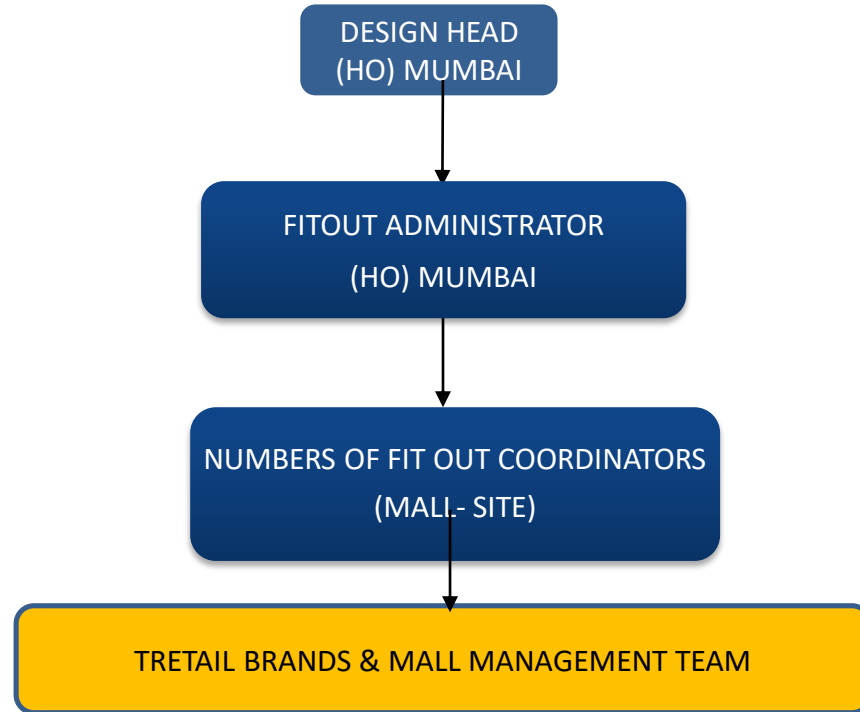 DESIGN HEAD
(HO) MUMBAI
FITOUT ADMINISTRATOR
(HO) MUMBAI
NUMBERS OF FIT OUT COORDINATORS
(MALL- SITE)
TRETAIL BRANDS & MALL MANAGEMENT TEAM